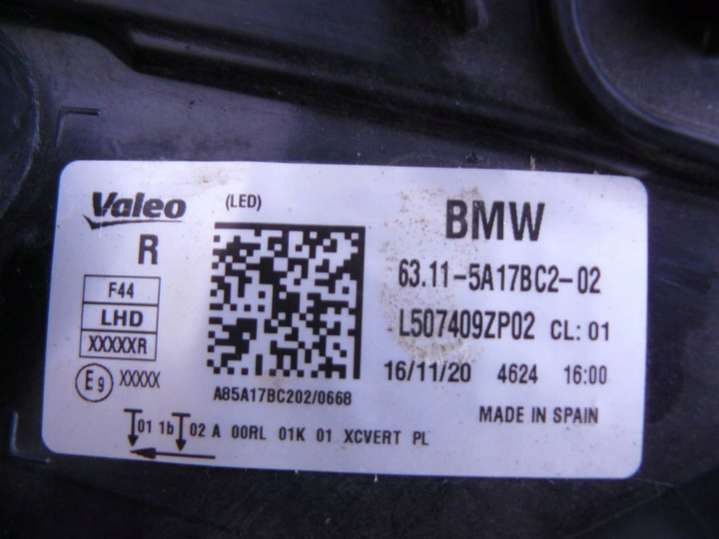 Valeo
(LED)
BMW
R
63.11-5A17BC2-02
F44
LHD
XXXXXR
L507409ZP02 CL: 01
E9 XXXXX
16/11/20 4624 16:00
A85A17BC202/0668
MADE IN SPAIN
01 1b 02 A 00RL 01K 01 XCVERT PL